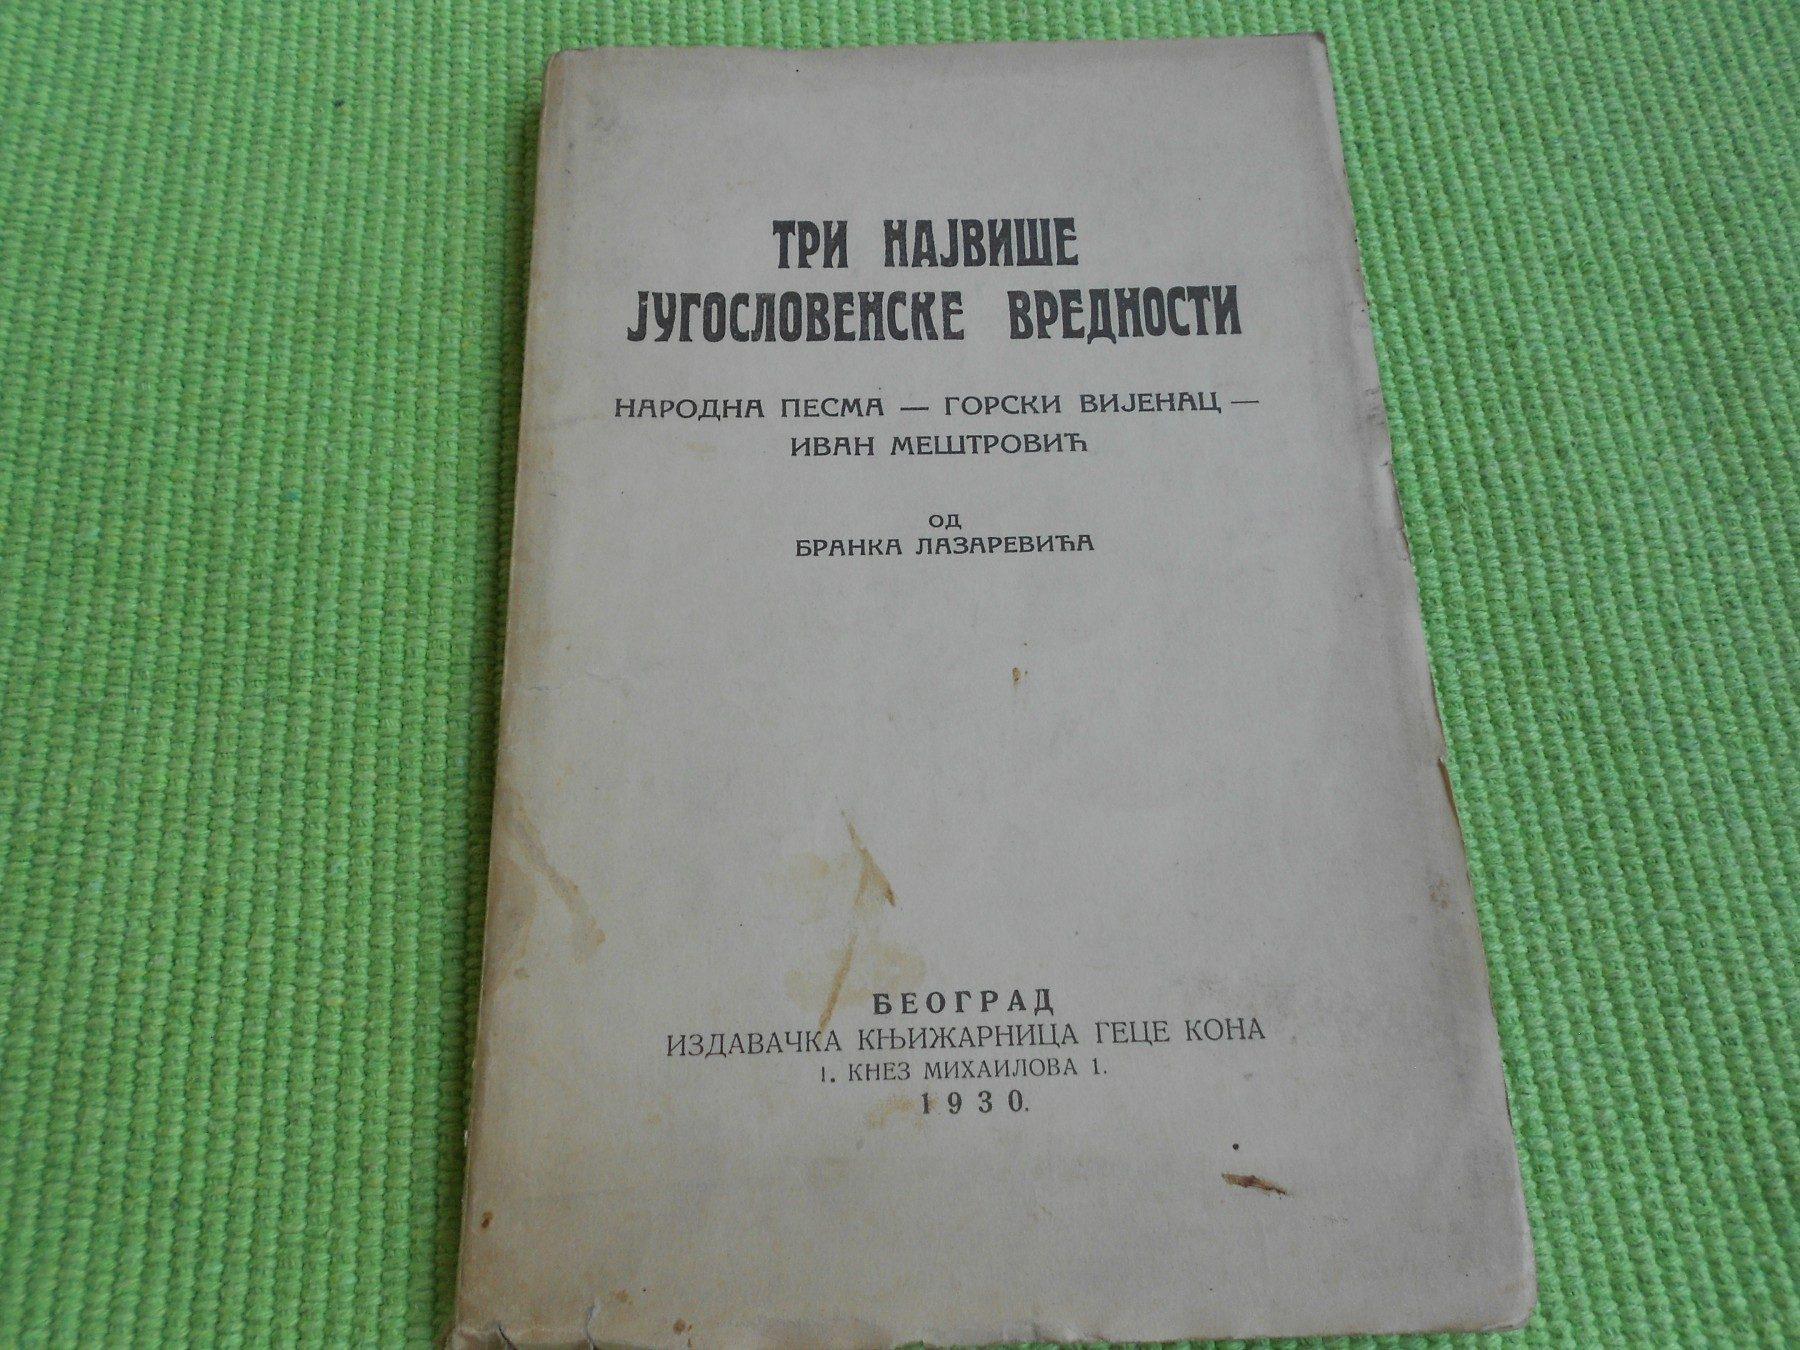 ТРИ НАЈВИШЕ
ЈУГОСЛОВЕНСКЕ ВРЕДНОСТИ
НАРОДНА ПЕСМА — ГОРСКИ ВИЈЕНАЦ —
ИВАН МЕШТРОВИЋ
ОД
БРАНКА ЛАЗАРЕВИЋА
БЕОГРАД
ИЗДАВАЧКА КЊИЖАРНИЦА ГЕЦЕ КОНА
1. КНЕЗ МИХАИЛОВА 1.
1930.